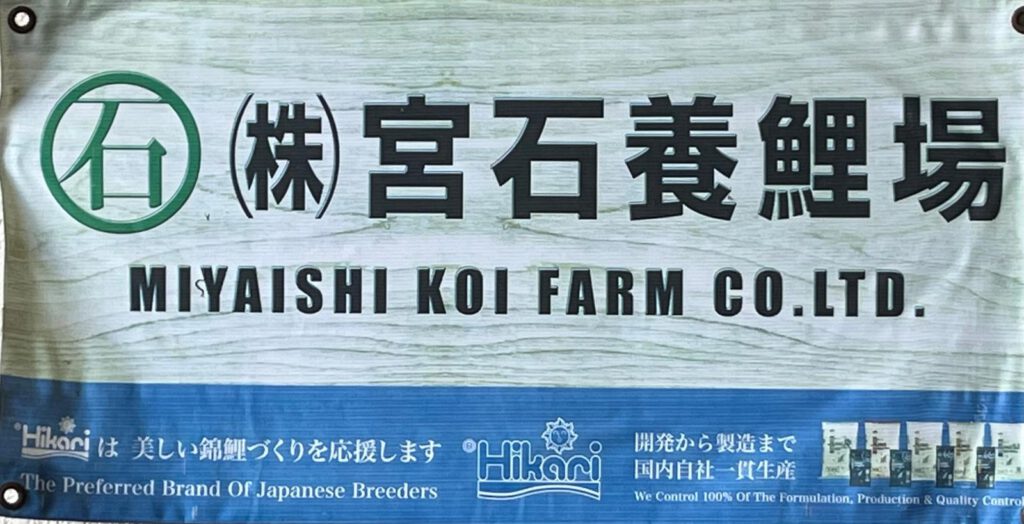 石 ㈱宮石養鯉場
MIYAISHI KOI FARM CO.LTD.
Hikari は 美しい錦鯉づくりを応援します
The Preferred Brand Of Japanese Breeders
Hikari
開発から製造まで
国内自社一貫生産
We Control 100% Of The Formulation, Production & Quality Control